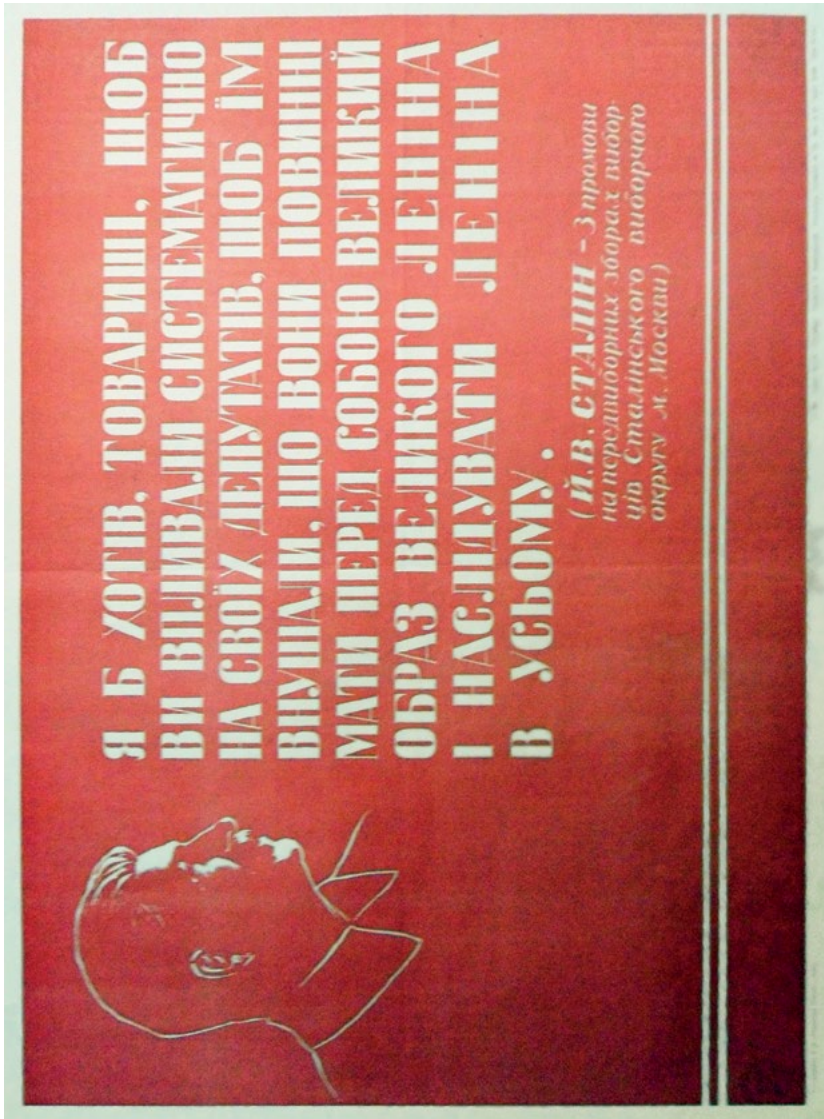 Я Б ХОТІВ, ТОВАРИШІ, ЩОБ
ВИ ВПЛИВАЛИ СИСТЕМАТИЧНО
НА СВОЇХ ДЕПУТАТІВ, ЩОБ ЇМ
ВНУШАЛИ, ЩО ВОНИ ПОВИННІ
МАТИ ПЕРЕД СОБОЮ ВЕЛИКИЙ
ОБРАЗ ВЕЛИКОГО ЛЕНІНА
І НАСЛІДУВАТИ ЛЕНІНА
В УСЬОМУ.
(Й.В. СТАЛІН - З промови
на передвиборних зборах вибор-
ців Сталінського виборчого
округу м. Москви)